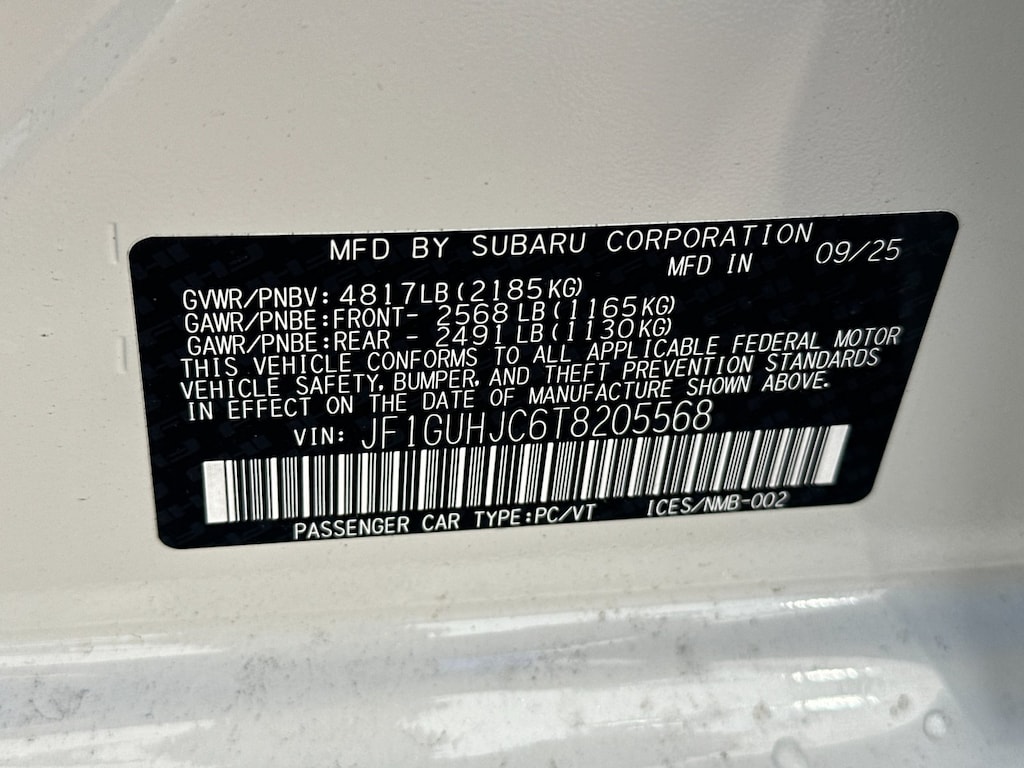 MFD BY SUBARU CORPORATION
MFD IN 09/25
GVWR/PNBV: 4817LB(2185KG)
GAWR/PNBE:FRONT- 2568LB(1165KG)
GAWR/PNBE:REAR - 2491LB(1130KG)
THIS VEHICLE CONFORMS TO ALL APPLICABLE FEDERAL MOTOR
VEHICLE SAFETY, BUMPER, AND THEFT PREVENTION STANDARDS
IN EFFECT ON THE DATE OF MANUFACTURE SHOWN ABOVE.
VIN: JF1GUHJC6T8205568
PASSENGER CAR TYPE:PC/VT ICES/NMB-002